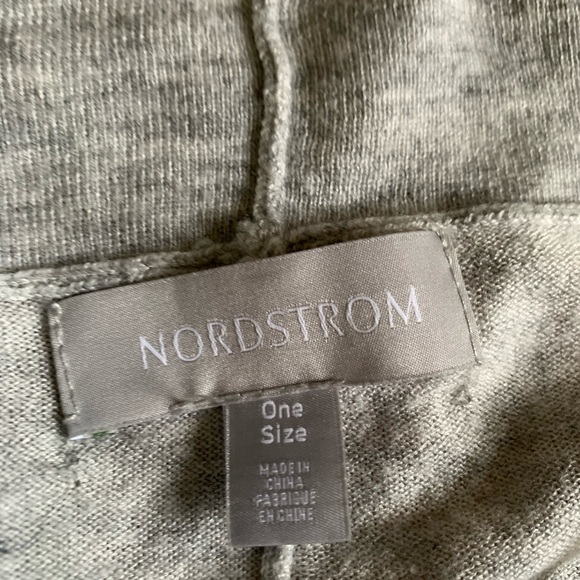 NORDSTROM
One
Size
MADE IN
CHINA
FABRIQUE
EN CHINE